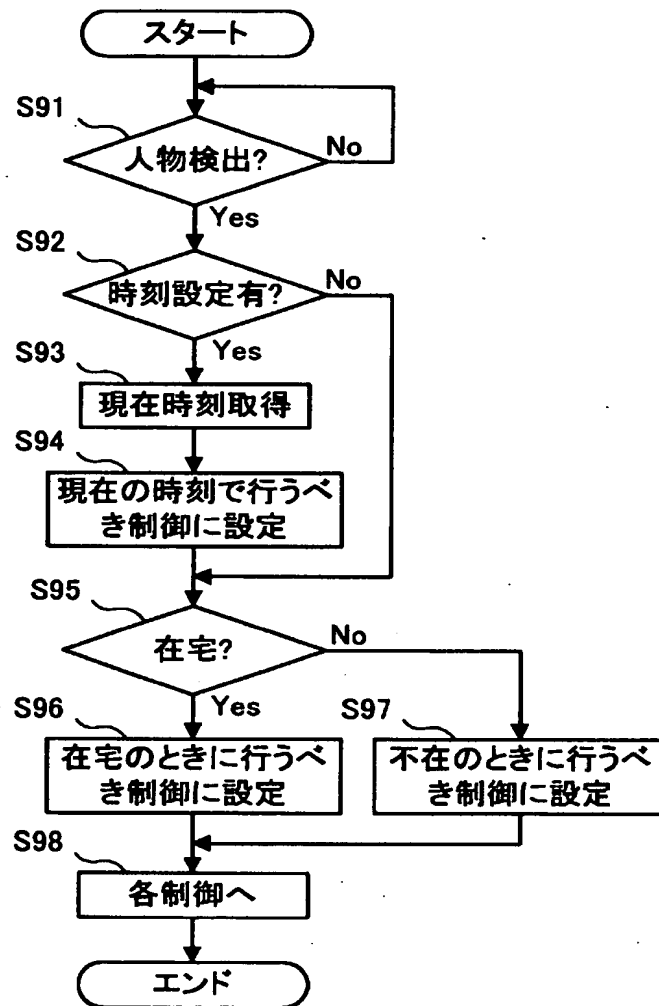 スタート
S91
人物検出?
No
Yes
S92
時刻設定有?
No
Yes
S93
現在時刻取得
S94
現在の時刻で行うべ
き制御に設定
S95
在宅?
No
Yes
S96
在宅のときに行うべ
き制御に設定
S97
不在のときに行うべ
き制御に設定
S98
各制御へ
エンド